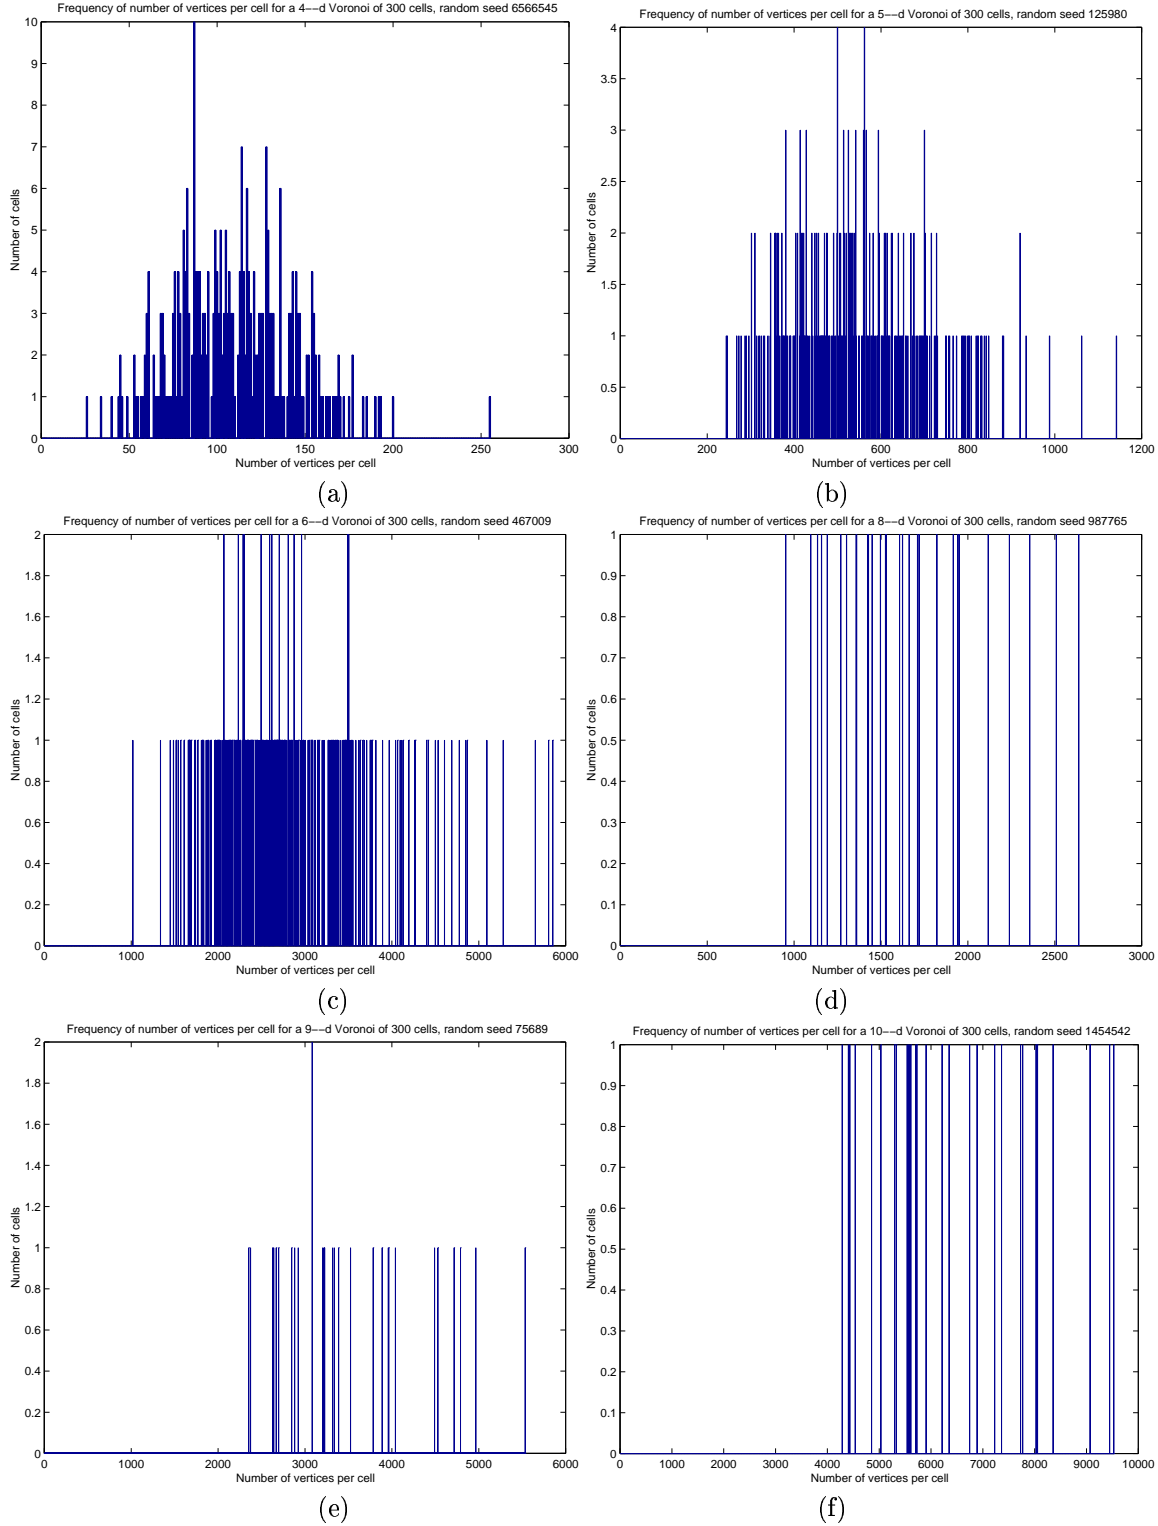 Frequency of number of vertices per cell for a 4−−d Voronoi of 300 cells, random seed 6566545
10
9
8
7
6
5
4
3
2
1
0
Number of cells
0 50 100 150 200 250 300
Number of vertices per cell
(a)
Frequency of number of vertices per cell for a 5−−d Voronoi of 300 cells, random seed 125980
4
3.5
3
2.5
2
1.5
1
0.5
0
Number of cells
0 200 400 600 800 1000 1200
Number of vertices per cell
(b)
Frequency of number of vertices per cell for a 6−−d Voronoi of 300 cells, random seed 467009
2
1.8
1.6
1.4
1.2
1
0.8
0.6
0.4
0.2
0
Number of cells
0 1000 2000 3000 4000 5000 6000
Number of vertices per cell
(c)
Frequency of number of vertices per cell for a 8−−d Voronoi of 300 cells, random seed 987765
1
0.9
0.8
0.7
0.6
0.5
0.4
0.3
0.2
0.1
0
Number of cells
0 500 1000 1500 2000 2500 3000
Number of vertices per cell
(d)
Frequency of number of vertices per cell for a 9−−d Voronoi of 300 cells, random seed 75689
2
1.8
1.6
1.4
1.2
1
0.8
0.6
0.4
0.2
0
Number of cells
0 1000 2000 3000 4000 5000 6000
Number of vertices per cell
(e)
Frequency of number of vertices per cell for a 10−−d Voronoi of 300 cells, random seed 1454542
1
0.9
0.8
0.7
0.6
0.5
0.4
0.3
0.2
0.1
0
Number of cells
0 1000 2000 3000 4000 5000 6000 7000 8000 9000 10000
Number of vertices per cell
(f)